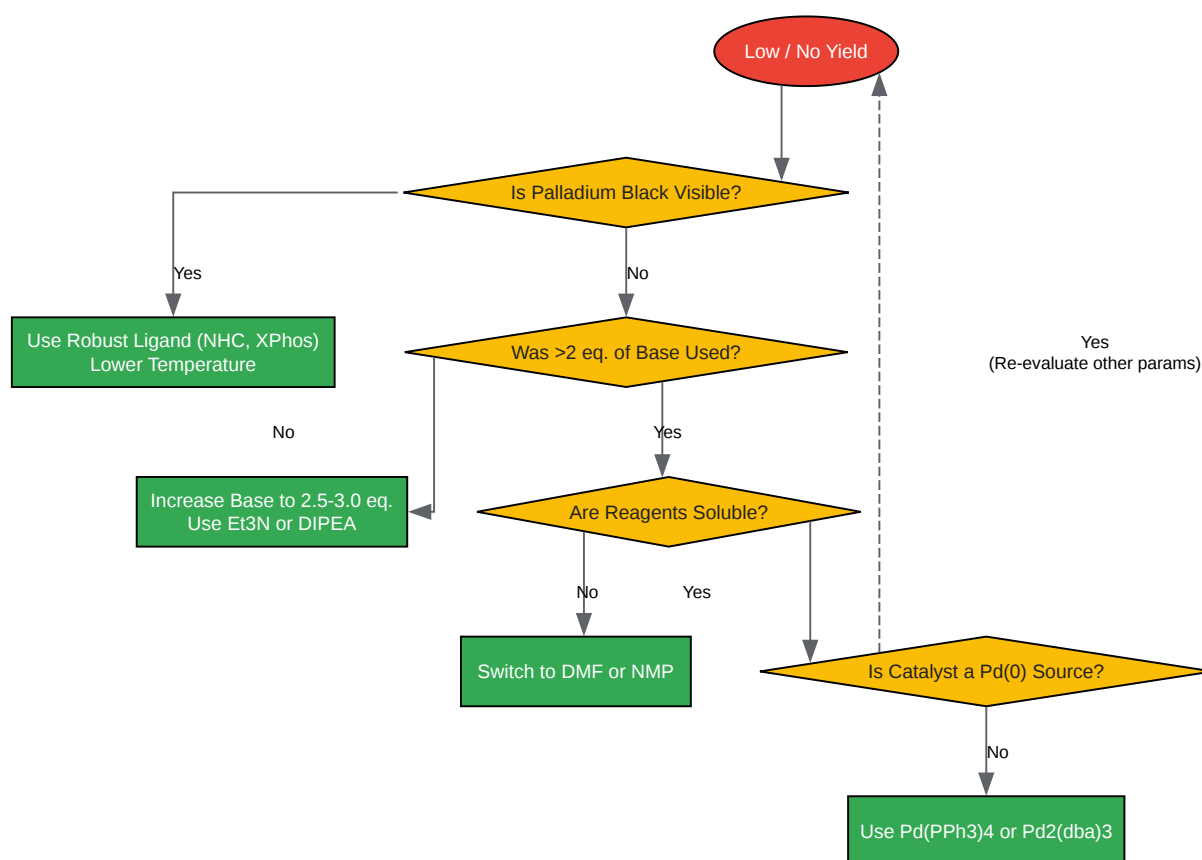 Low / No Yield
Is Palladium Black Visible?
Yes
No
Use Robust Ligand (NHC, XPhos)
Lower Temperature
Was >2 eq. of Base Used?
Yes
(Re-evaluate other params)
No
Yes
Increase Base to 2.5-3.0 eq.
Use Et3N or DIPEA
Are Reagents Soluble?
No
Yes
Switch to DMF or NMP
Is Catalyst a Pd(0) Source?
No
Use Pd(PPh3)4 or Pd2(dba)3